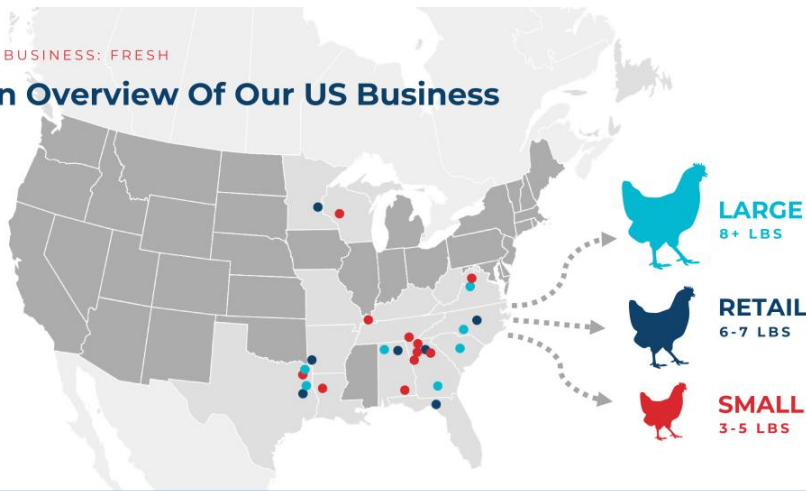 BUSINESS: FRESH
n Overview Of Our US Business
LARGE
8+ LBS
RETAIL
6-7 LBS
SMALL
3-5 LBS